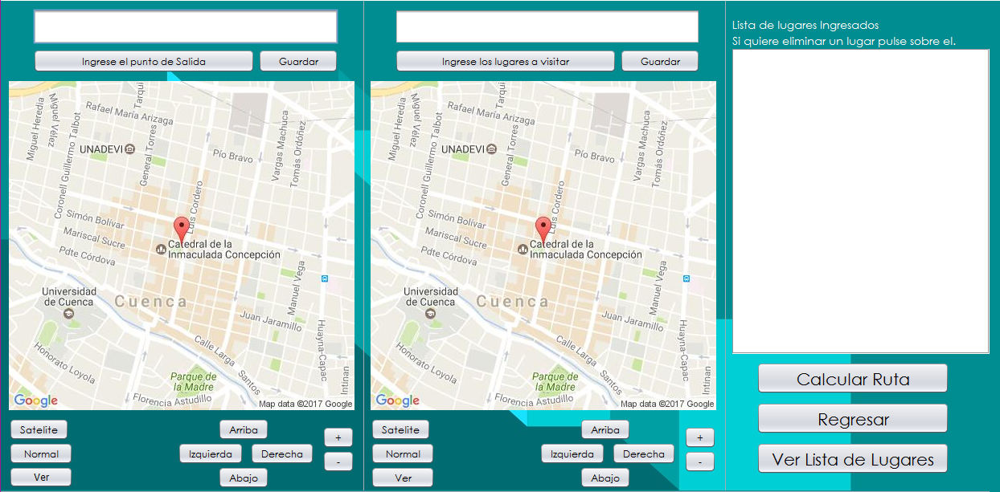 Ingrese el punto de Salida
Guardar
Miguel Heredia
Miguel Vélez
Coronell Guillermo Talbot
Rafael María Arizaga
Tarqui
UNADEVI
General Torres
Pío Bravo
Vargas Machuca
Tomás Ordóñez
Luis Cordero
Simón Bolívar
Mariscal Sucre
Pdte Córdova
Catedral de la
Inmaculada Concepción
Universidad
de Cuenca
Cuenca
Manuel Vega
Juan Jaramillo
Huayna-Capac
Calle Larga
Honorato Loyola
Parque de
la Madre
Santos
Intinan
Florencia Astudillo
Google
Map data ©2017 Google
Satelite
Normal
Ver
Arriba
Izquierda
Derecha
Abajo
+
-
Ingrese los lugares a visitar
Guardar
Miguel Heredia
Miguel Vélez
Coronell Guillermo Talbot
Rafael María Arizaga
Tarqui
UNADEVI
General Torres
Pío Bravo
Vargas Machuca
Tomás Ordóñez
Luis Cordero
Simón Bolívar
Mariscal Sucre
Pdte Córdova
Catedral de la
Inmaculada Concepción
Universidad
de Cuenca
Cuenca
Manuel Vega
Juan Jaramillo
Huayna-Capac
Calle Larga
Honorato Loyola
Parque de
la Madre
Santos
Intinan
Florencia Astudillo
Google
Map data ©2017 Google
Satelite
Normal
Ver
Arriba
Izquierda
Derecha
Abajo
+
-
Lista de lugares Ingresados
Si quiere eliminar un lugar pulse sobre el.
Calcular Ruta
Regresar
Ver Lista de Lugares